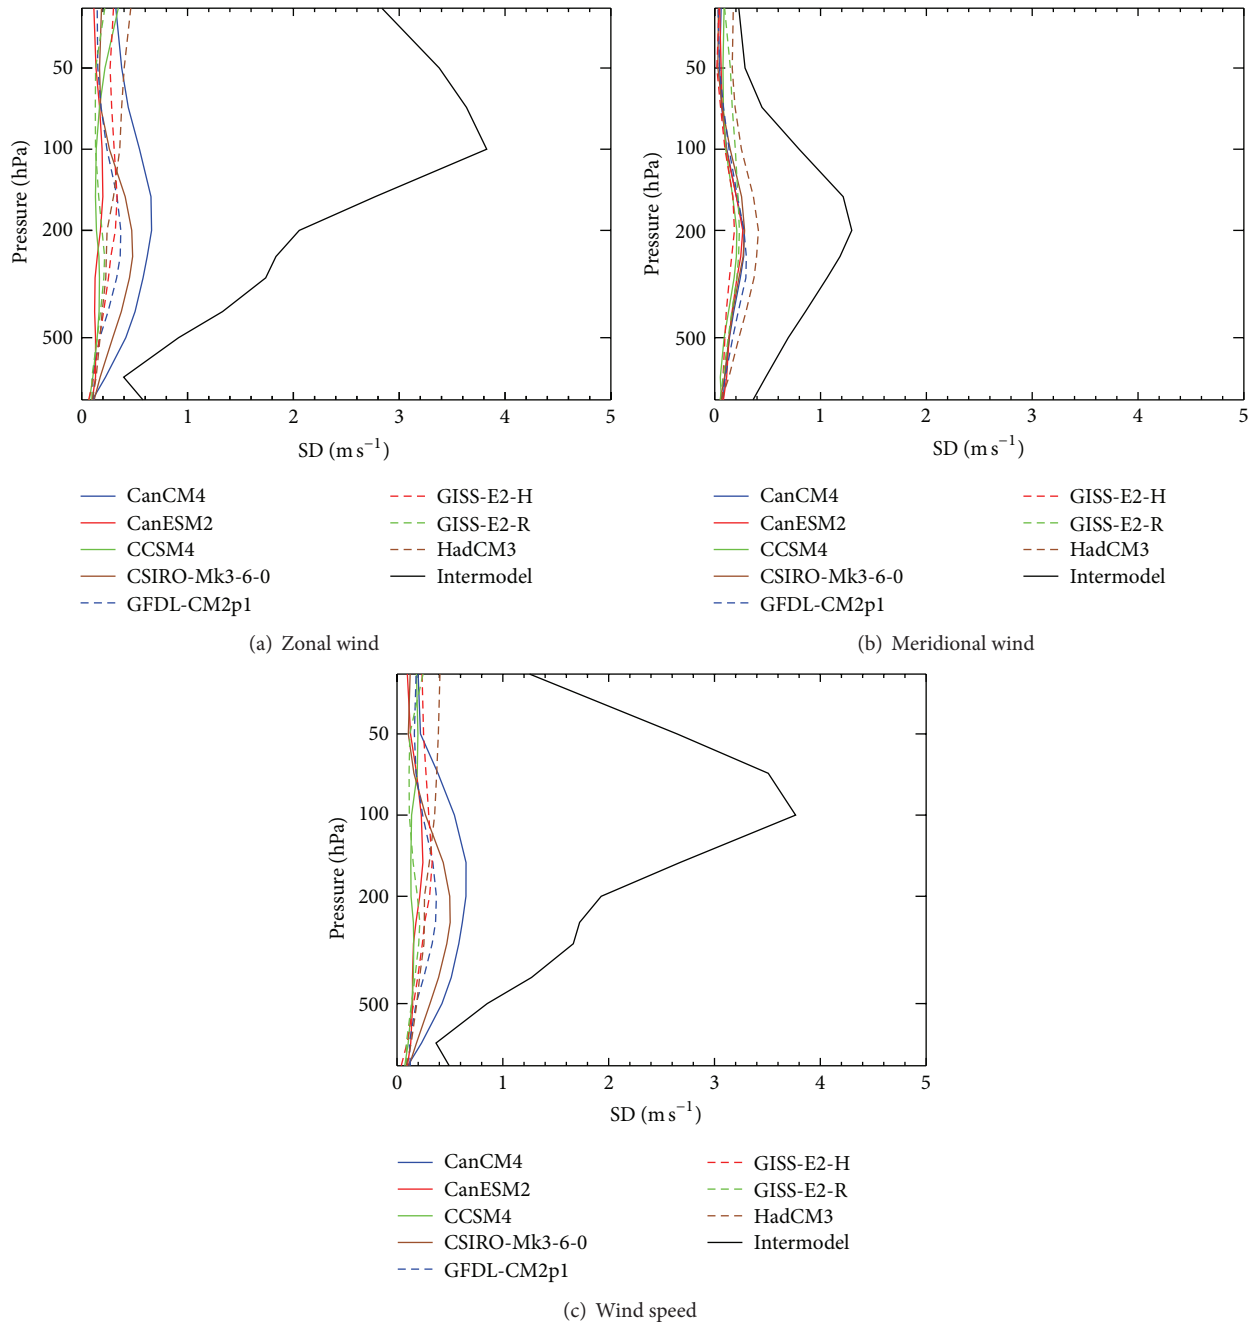 50
100
200
500
Pressure (hPa)
0 1 2 3 4 5
SD (m s⁻¹)
CanCM4
CanESM2
CCSM4
CSIRO-Mk3-6-0
GFDL-CM2p1
GISS-E2-H
GISS-E2-R
HadCM3
Intermodel
(a) Zonal wind
50
100
200
500
Pressure (hPa)
0 1 2 3 4 5
SD (m s⁻¹)
CanCM4
CanESM2
CCSM4
CSIRO-Mk3-6-0
GFDL-CM2p1
GISS-E2-H
GISS-E2-R
HadCM3
Intermodel
(b) Meridional wind
50
100
200
500
Pressure (hPa)
0 1 2 3 4 5
SD (m s⁻¹)
CanCM4
CanESM2
CCSM4
CSIRO-Mk3-6-0
GFDL-CM2p1
GISS-E2-H
GISS-E2-R
HadCM3
Intermodel
(c) Wind speed